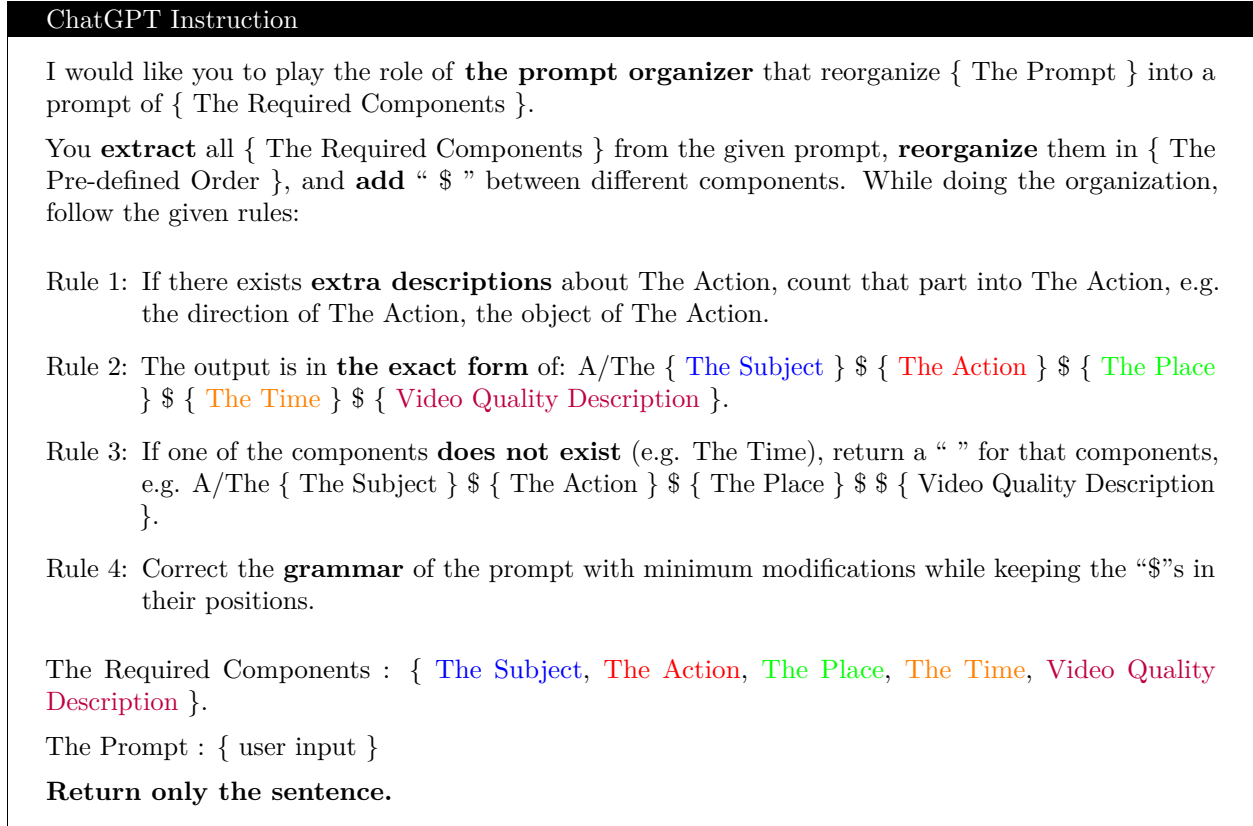 ChatGPT Instruction
I would like you to play the role of the prompt organizer that reorganize { The Prompt } into a
prompt of { The Required Components }.
You extract all { The Required Components } from the given prompt, reorganize them in { The
Pre-defined Order }, and add “ $ ” between different components. While doing the organization,
follow the given rules:
Rule 1: If there exists extra descriptions about The Action, count that part into The Action, e.g.
the direction of The Action, the object of The Action.
Rule 2: The output is in the exact form of: A/The { The Subject } $ { The Action } $ { The Place
} $ { The Time } $ { Video Quality Description }.
Rule 3: If one of the components does not exist (e.g. The Time), return a “ ” for that components,
e.g. A/The { The Subject } $ { The Action } $ { The Place } $ $ { Video Quality Description
}.
Rule 4: Correct the grammar of the prompt with minimum modifications while keeping the “$”s in
their positions.
The Required Components : { The Subject, The Action, The Place, The Time, Video Quality
Description }.
The Prompt : { user input }
Return only the sentence.